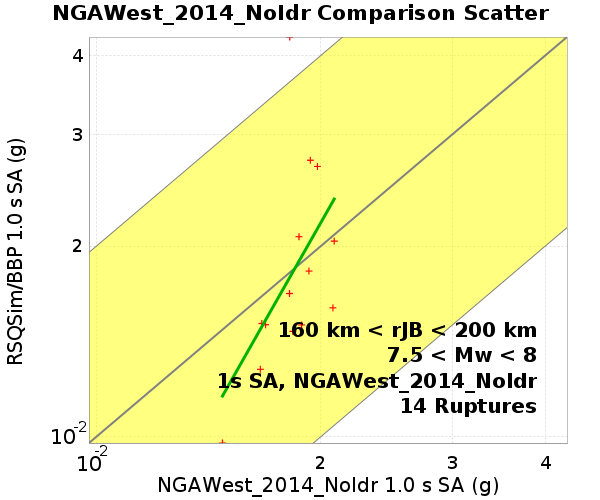 NGAWest_2014_NoIdr Comparison Scatter
RSQSim/BBP 1.0 s SA (g)
4
3
2
10-2
160 km < rJB < 200 km
7.5 < Mw < 8
1s SA, NGAWest_2014_NoIdr
14 Ruptures
10-2 2 3 4
NGAWest_2014_NoIdr 1.0 s SA (g)